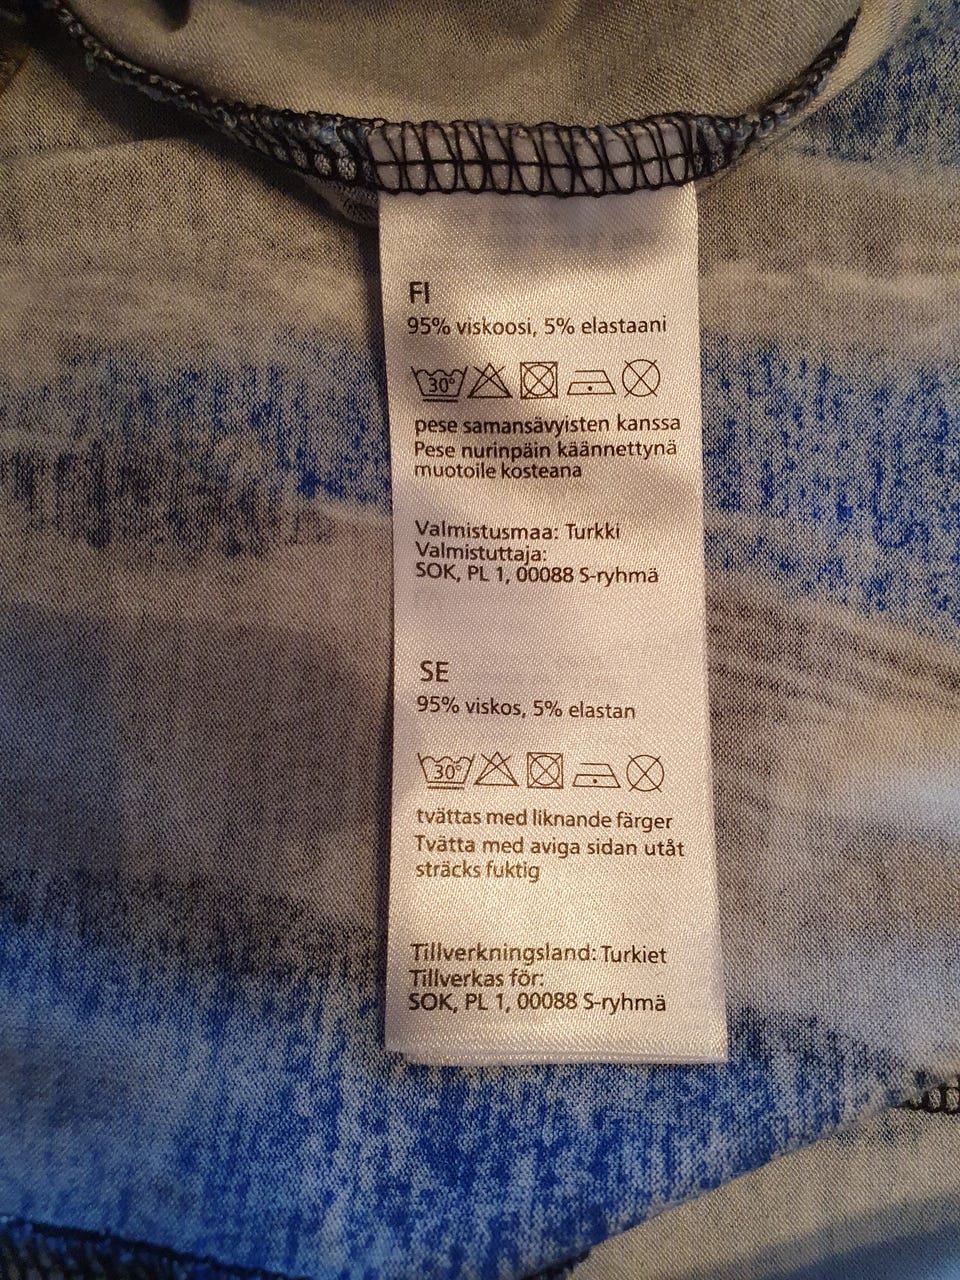 FI
95% viskoosi, 5% elastaani
30°
pese samansävyisten kanssa
Pese nurinpäin käännettynä
muotoile kosteana
Valmistusmaa: Turkki
Valmistuttaja:
SOK, PL 1, 00088 S-ryhmä
SE
95% viskos, 5% elastan
30°
tvättas med liknande färger
Tvätta med aviga sidan utåt
sträcks fuktig
Tillverkningsland: Turkiet
Tillverkas för:
SOK, PL 1, 00088 S-ryhmä